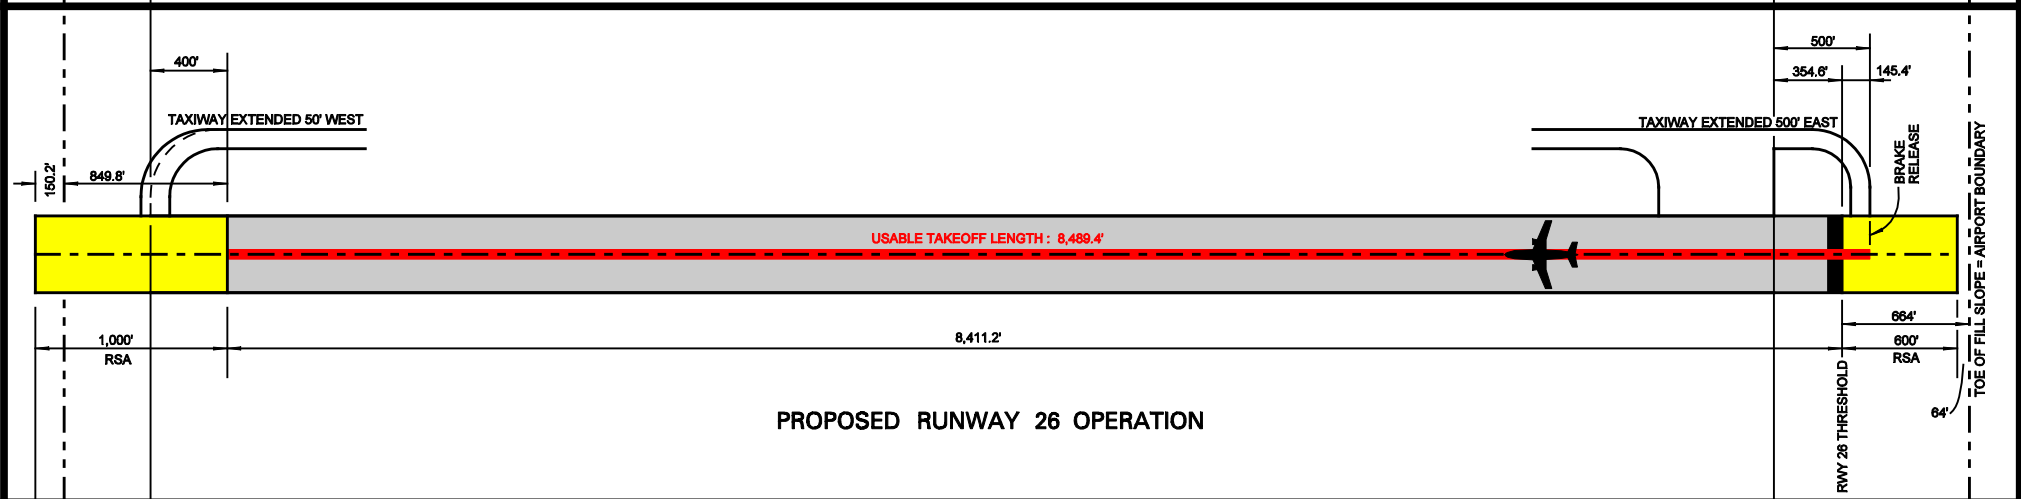 500'
400'
354.6'
145.4'
TAXIWAY EXTENDED 50' WEST
TAXIWAY EXTENDED 500' EAST
BRAKE
RELEASE
TOE OF FILL SLOPE = AIRPORT BOUNDARY
150.2'
849.8'
USABLE TAKEOFF LENGTH : 8,489.4'
664'
1,000'
RSA
8,411.2'
600'
RSA
RWY 26 THRESHOLD
64'
PROPOSED RUNWAY 26 OPERATION